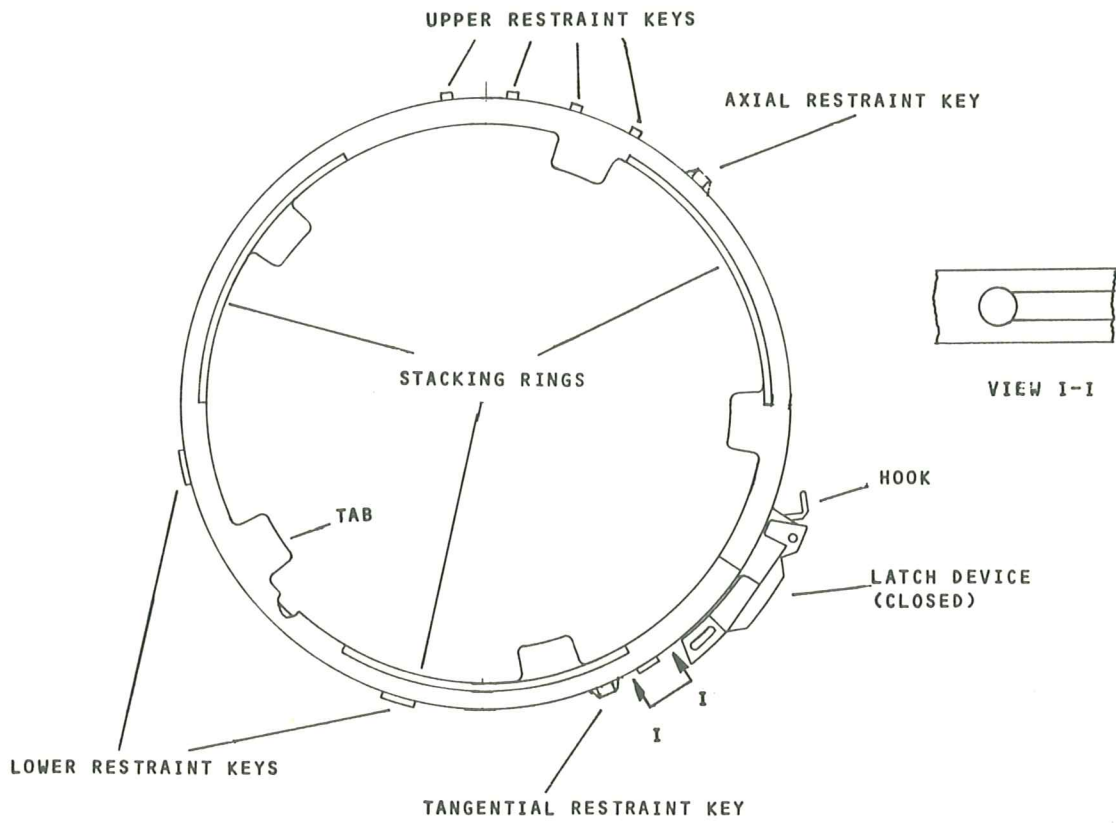 UPPER RESTRAINT KEYS
AXIAL RESTRAINT KEY
STACKING RINGS
VIEW I-I
HOOK
TAB
LATCH DEVICE
(CLOSED)
I
I
LOWER RESTRAINT KEYS
TANGENTIAL RESTRAINT KEY